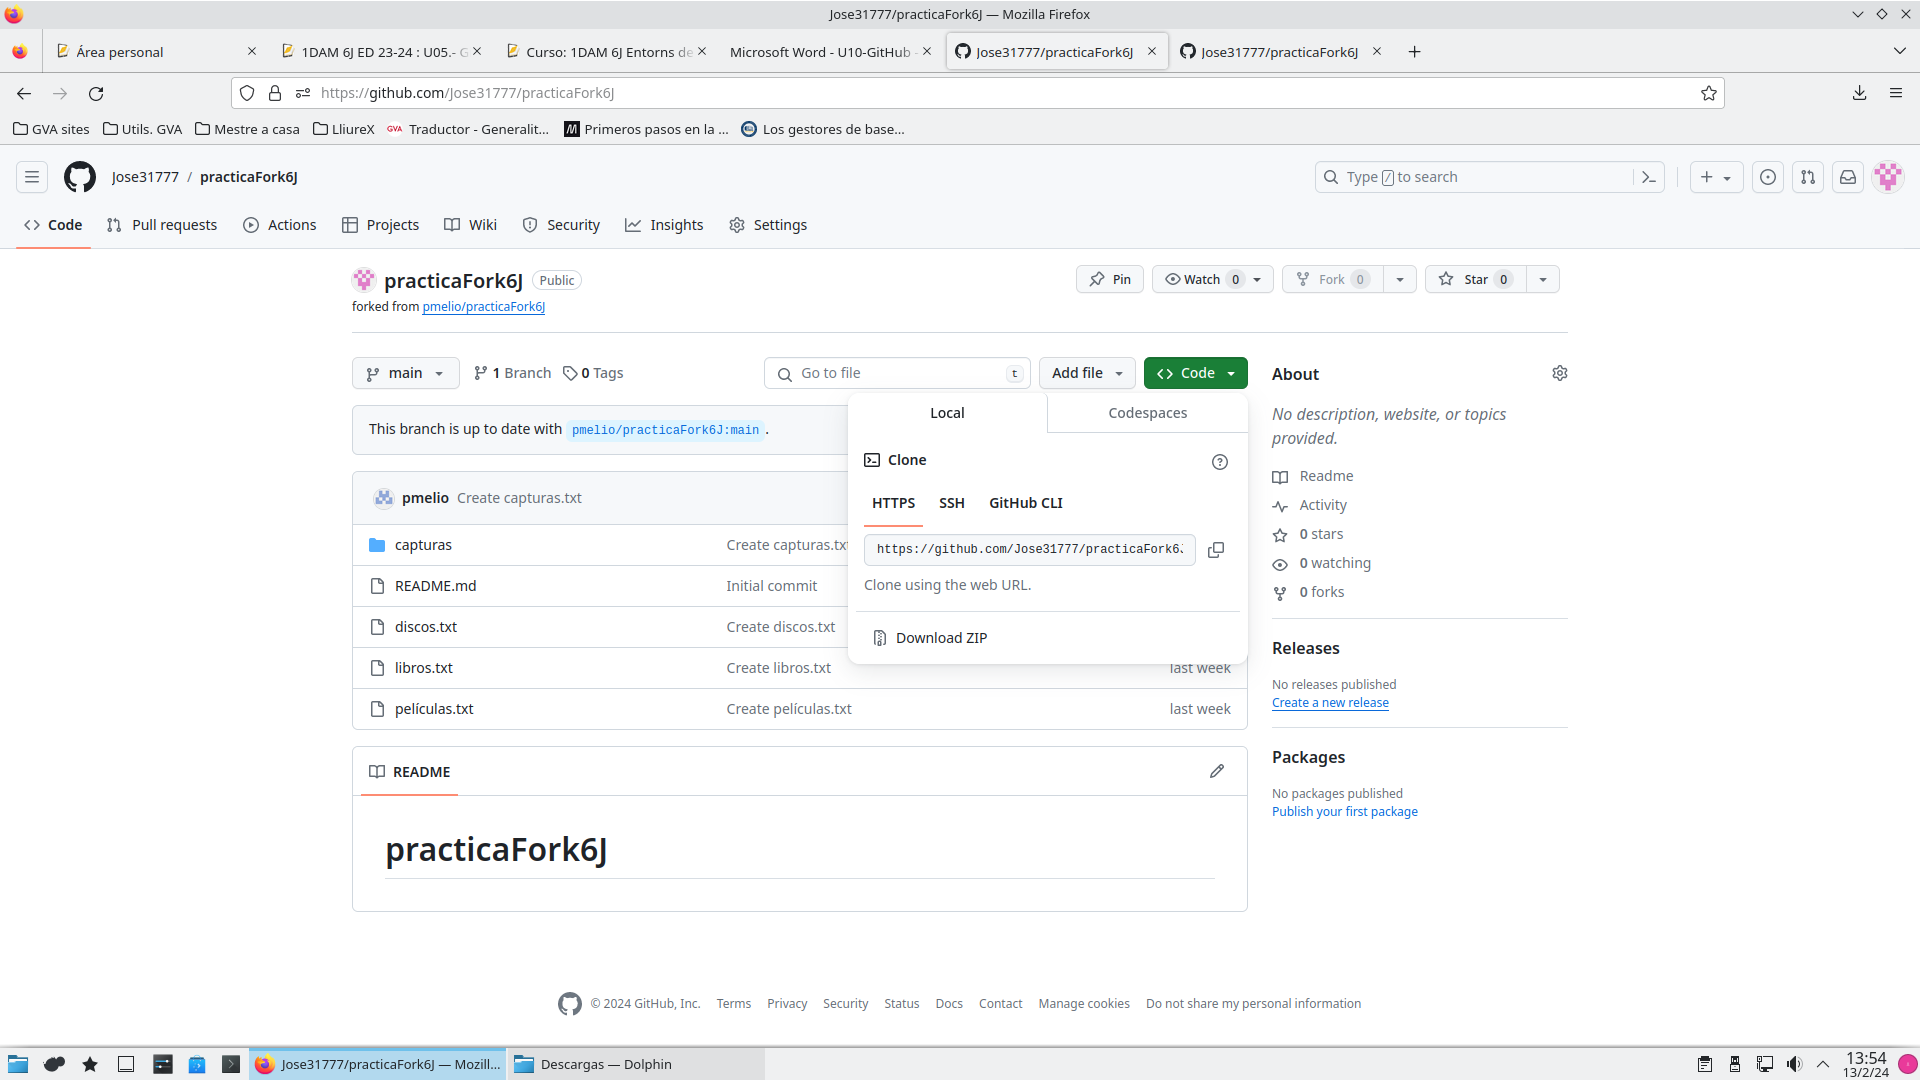 Jose31777/practicaFork6J — Mozilla Firefox
Área personal
1DAM 6J ED 23-24 : U05.- G
Curso: 1DAM 6J Entorns de
Microsoft Word - U10-GitHub -
Jose31777/practicaFork6J
Jose31777/practicaFork6J
https://github.com/Jose31777/practicaFork6J
GVA sites
Utils. GVA
Mestre a casa
LliureX
GVA Traductor - Generalit...
Primeros pasos en la ...
Los gestores de base...
Jose31777 / practicaFork6J
Type / to search
Code
Pull requests
Actions
Projects
Wiki
Security
Insights
Settings
practicaFork6J Public
Pin
Watch 0
Fork 0
Star 0
forked from pmelio/practicaFork6J
main
1 Branch
0 Tags
Go to file t
Add file
Code
About
No description, website, or topics
provided.
Local
Codespaces
This branch is up to date with pmelio/practicaFork6J:main .
Clone
HTTPS
SSH
GitHub CLI
https://github.com/Jose31777/practicaFork6J
Clone using the web URL.
Download ZIP
pmelio Create capturas.txt
capturas Create capturas.txt
README.md Initial commit
discos.txt Create discos.txt
libros.txt Create libros.txt last week
películas.txt Create películas.txt last week
Readme
Activity
0 stars
0 watching
0 forks
Releases
No releases published
Create a new release
Packages
No packages published
Publish your first package
README
practicaFork6J
© 2024 GitHub, Inc.
Terms
Privacy
Security
Status
Docs
Contact
Manage cookies
Do not share my personal information
Jose31777/practicaFork6J — Mozill...
Descargas — Dolphin
13:54
13/2/24